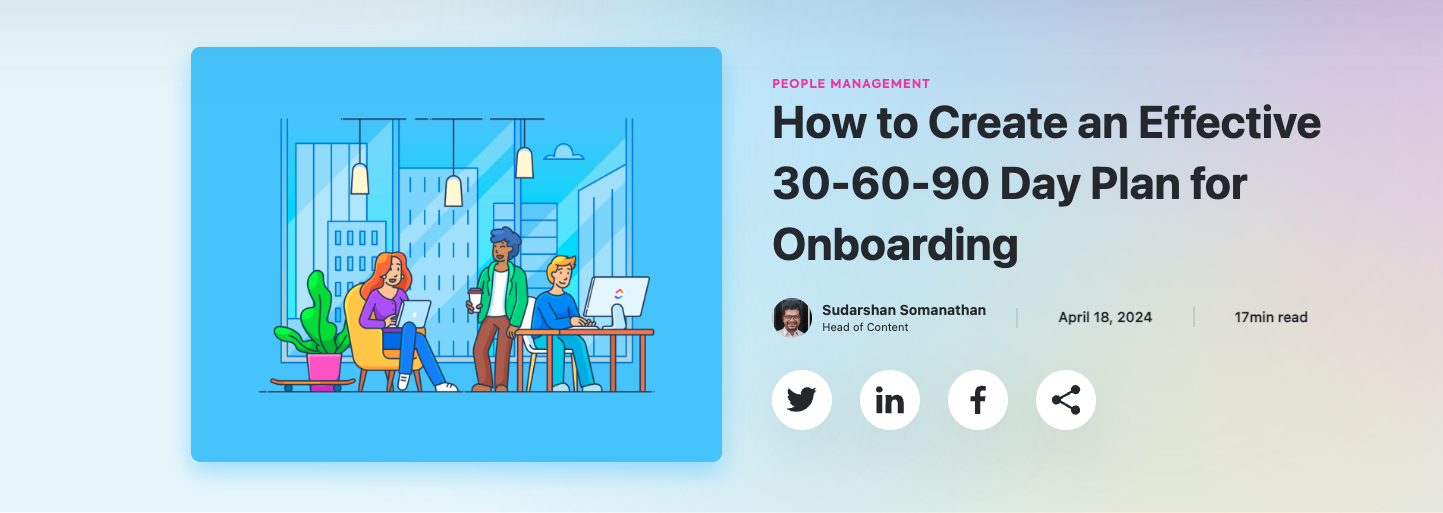 PEOPLE MANAGEMENT
How to Create an Effective
30-60-90 Day Plan for
Onboarding
Sudarshan Somanathan
Head of Content
April 18, 2024
17min read